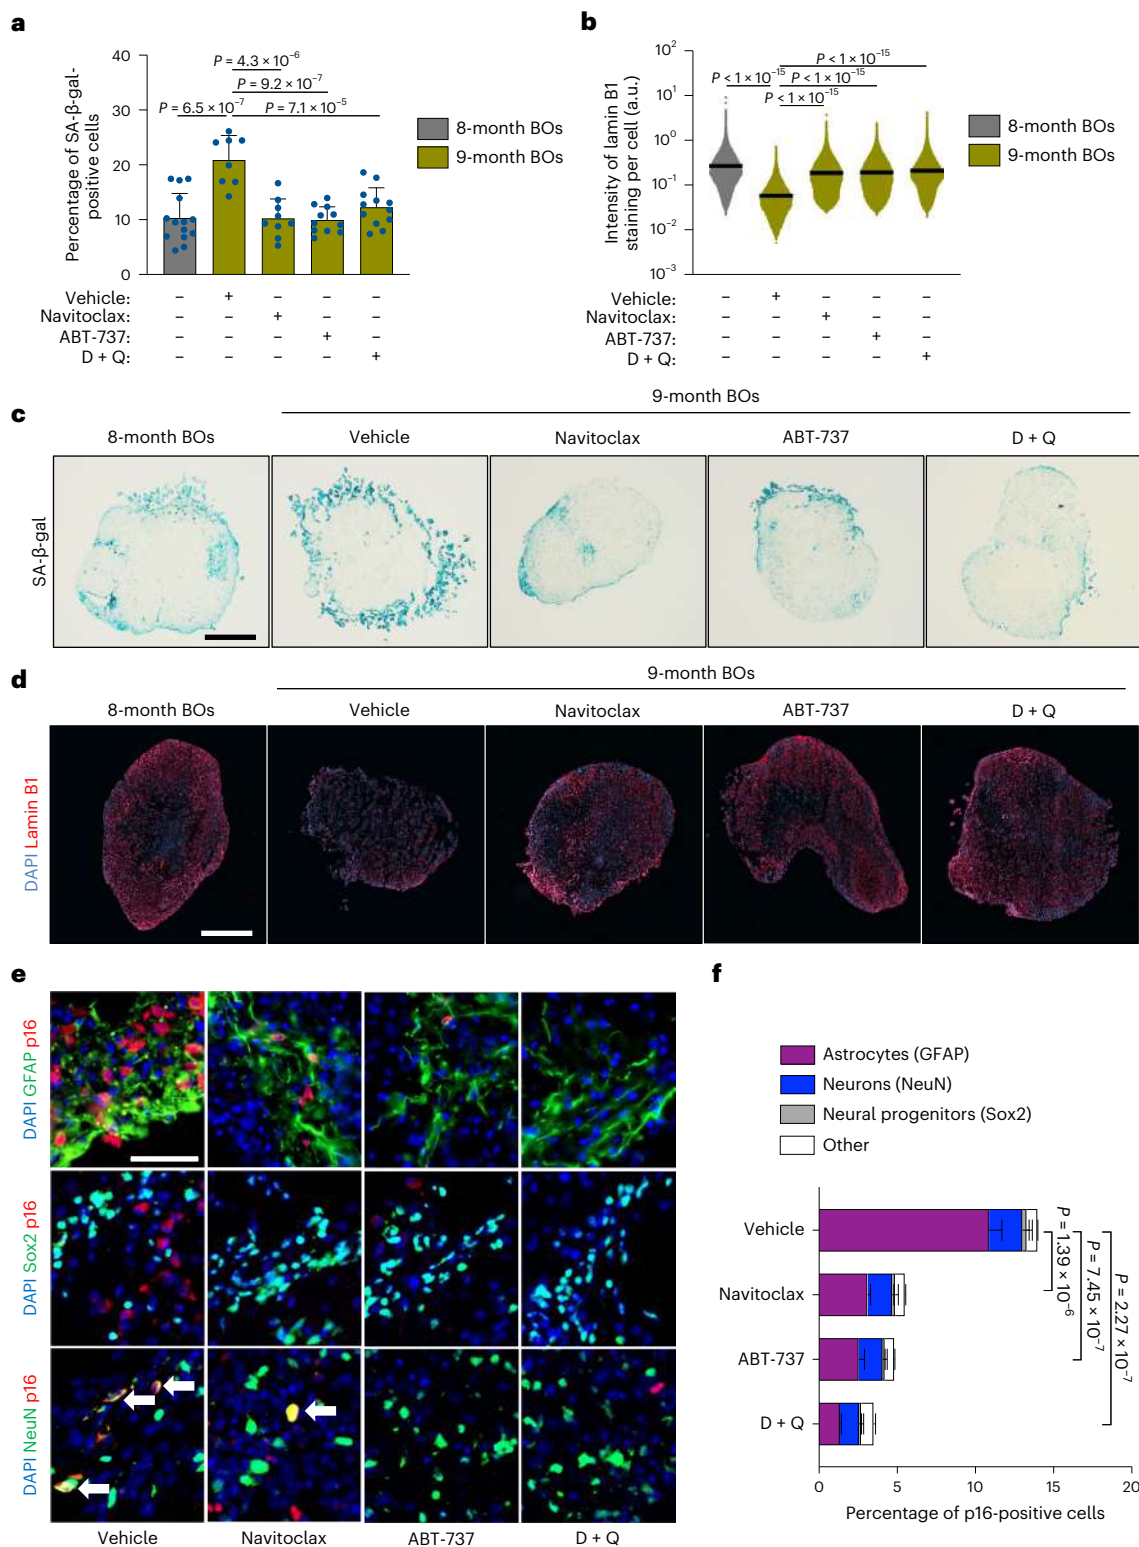 a
Percentage of SA-β-gal-
positive cells
40
30
20
10
0
P = 4.3 × 10⁻⁶
P = 9.2 × 10⁻⁷
P = 6.5 × 10⁻⁷
P = 7.1 × 10⁻⁵
8-month BOs
9-month BOs
Vehicle: – + – – –
Navitoclax: – – + – –
ABT-737: – – – + –
D + Q: – – – – +
b
Intensity of lamin B1
staining per cell (a.u.)
10²
10¹
10⁰
10⁻¹
10⁻²
10⁻³
P < 1 × 10⁻¹⁵
P < 1 × 10⁻¹⁵
P < 1 × 10⁻¹⁵
P < 1 × 10⁻¹⁵
8-month BOs
9-month BOs
Vehicle: – + – – –
Navitoclax: – – + – –
ABT-737: – – – + –
D + Q: – – – – +
c
9-month BOs
8-month BOs Vehicle Navitoclax ABT-737 D + Q
SA-β-gal
d
9-month BOs
8-month BOs Vehicle Navitoclax ABT-737 D + Q
DAPI Lamin B1
e
DAPI GFAP p16
DAPI Sox2 p16
DAPI NeuN p16
Vehicle Navitoclax ABT-737 D + Q
f
Astrocytes (GFAP)
Neurons (NeuN)
Neural progenitors (Sox2)
Other
Vehicle
Navitoclax
ABT-737
D + Q
P = 1.39 × 10⁻⁶
P = 7.45 × 10⁻⁷
P = 2.27 × 10⁻⁷
0 5 10 15 20
Percentage of p16-positive cells